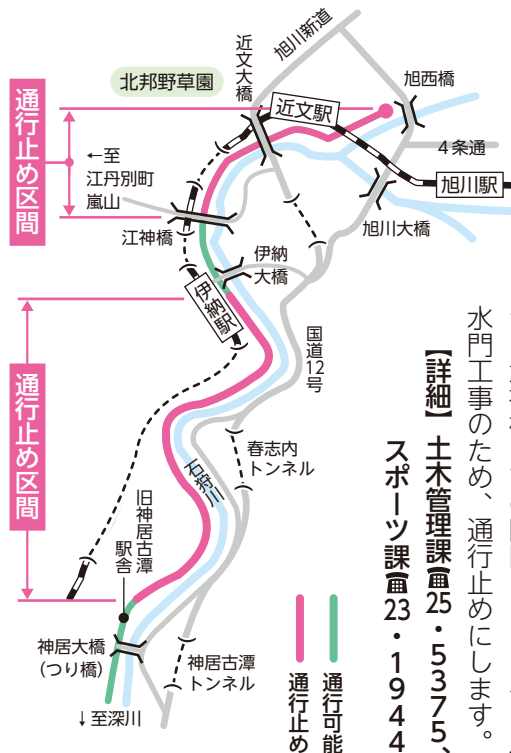 旭川新道
近文大橋
旭西橋
北邦野草園
近文駅
通行止め区間
4条通
←至
江丹別町
嵐山
旭川駅
江神橋
旭川大橋
伊納
大橋
伊納駅
国道12号
通行止め区間
春志内
トンネル
石狩川
旧神居古潭
駅舎
神居大橋
(つり橋)
神居古潭
トンネル
↓至深川
水門工事のため、通行止めにします。
【詳細】土木管理課☎25・5375、
スポーツ課☎23・1944
通行可能
通行止め